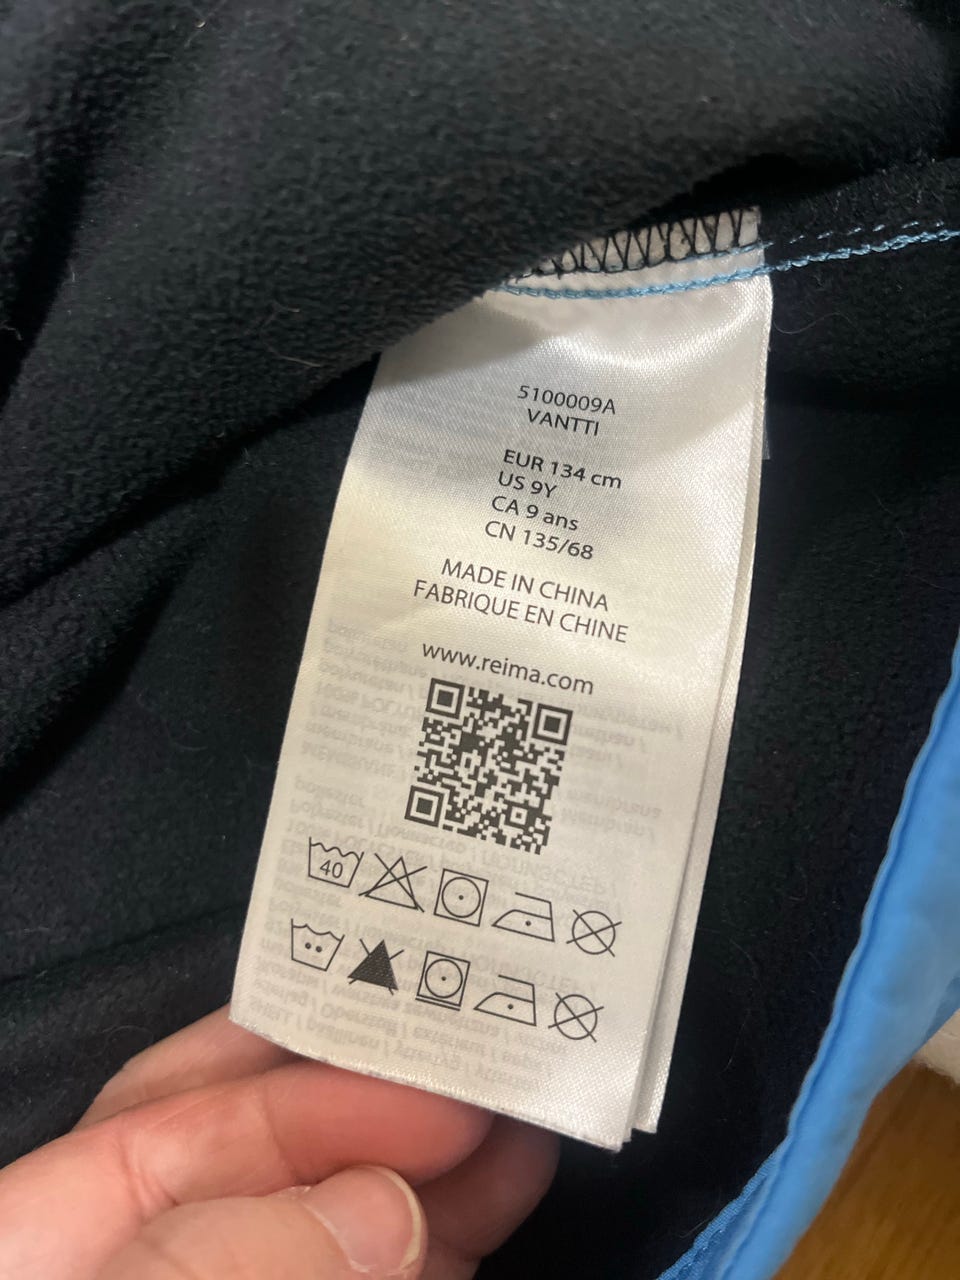 5100009A
VANTTI
EUR 134 cm
US 9Y
CA 9 ans
CN 135/68
MADE IN CHINA
FABRIQUE EN CHINE
www.reima.com
40